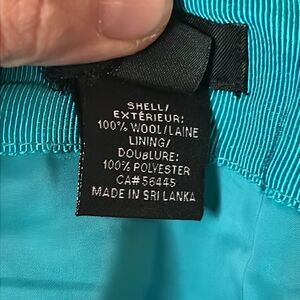 SHELL/
EXTÉRIEUR:
100% WOOL/LAINE
LINING/
DOUBLURE:
100% POLYESTER
CA# 56445
MADE IN SRI LANKA